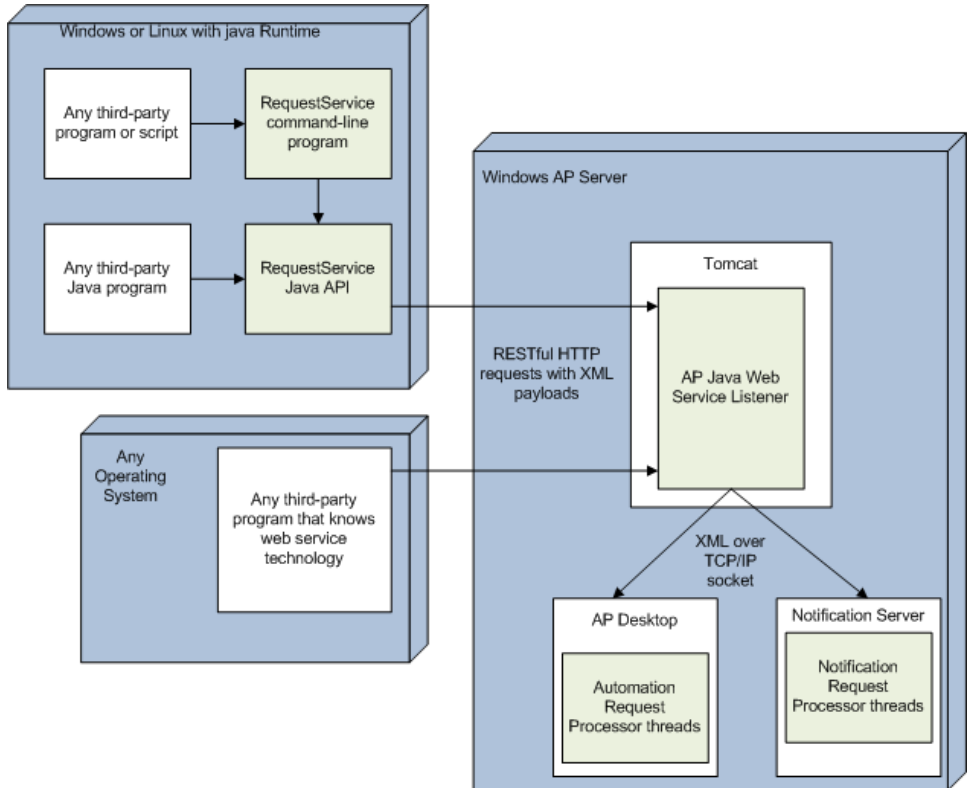 Windows or Linux with java Runtime
Any third-party
program or script
RequestService
command-line
program
Any third-party
Java program
RequestService
Java API
Any
Operating
System
Any third-party
program that knows
web service
technology
RESTful HTTP
requests with XML
payloads
Windows AP Server
Tomcat
AP Java Web
Service Listener
XML over
TCP/IP
socket
AP Desktop
Automation
Request
Processor threads
Notification Server
Notification
Request
Processor threads